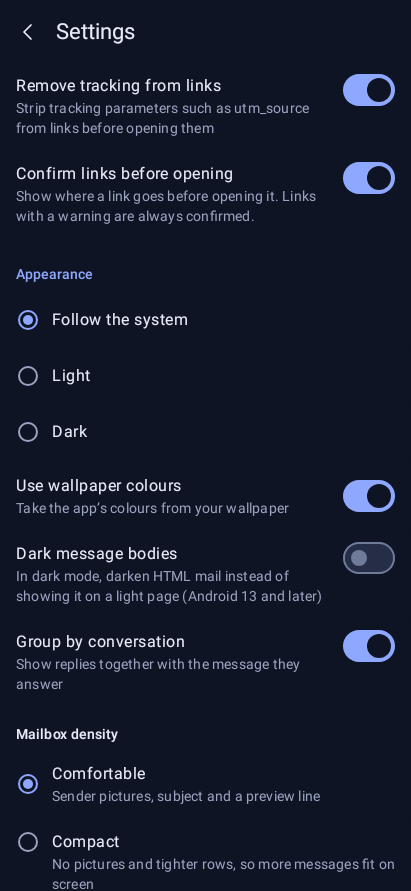 Settings
Remove tracking from links
Strip tracking parameters such as utm_source
from links before opening them
Confirm links before opening
Show where a link goes before opening it. Links
with a warning are always confirmed.
Appearance
Follow the system
Light
Dark
Use wallpaper colours
Take the app’s colours from your wallpaper
Dark message bodies
In dark mode, darken HTML mail instead of
showing it on a light page (Android 13 and later)
Group by conversation
Show replies together with the message they
answer
Mailbox density
Comfortable
Sender pictures, subject and a preview line
Compact
No pictures and tighter rows, so more messages fit on
screen